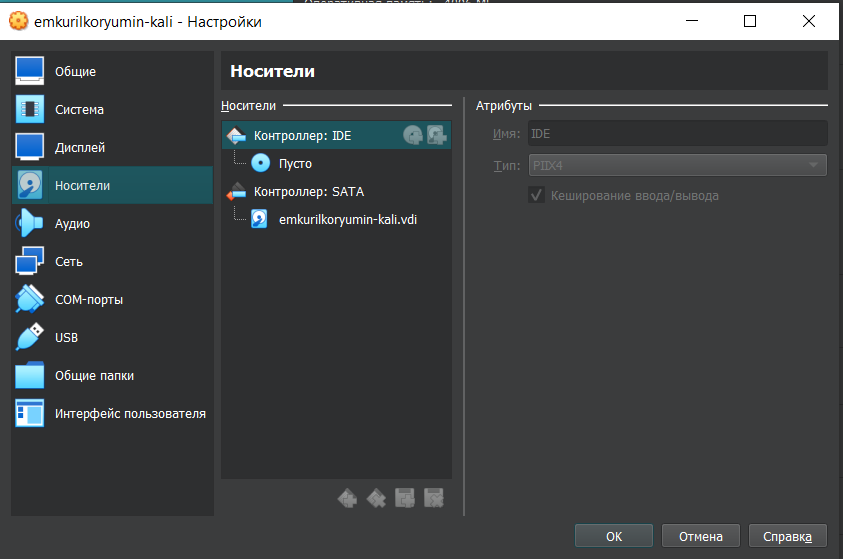 emkurilkoryumin-kali - Настройки
Общие
Система
Дисплей
Носители
Аудио
Сеть
COM-порты
USB
Общие папки
Интерфейс пользователя
Носители
Носители
Контроллер: IDE
Пусто
Контроллер: SATA
emkurilkoryumin-kali.vdi
Атрибуты
Имя: IDE
Тип: PIIX4
Кеширование ввода/вывода
OK
Отмена
Справка